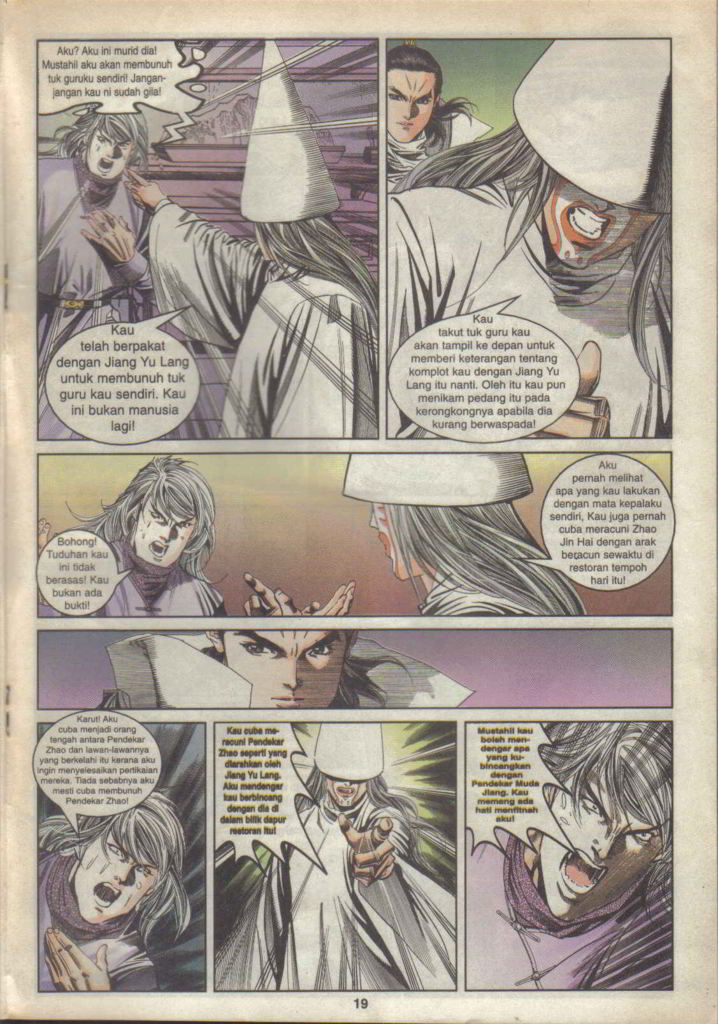 Aku? Aku ini murid dia!
Mustahil aku akan membunuh
tuk guruku sendiri! Jangan-
jangan kau ni sudah gila!
Kau
telah berpakat
dengan Jiang Yu Lang
untuk membunuh tuk
guru kau sendiri. Kau
ini bukan manusia
lagi!
Kau
takut tuk guru kau
akan tampil ke depan untuk
memberi keterangan tentang
komplot kau dengan Jiang Yu
Lang itu nanti. Oleh itu kau pun
menikam pedang itu pada
kerongkongnya apabila dia
kurang berwaspada!
Bohong!
Tuduhan kau
ini tidak
berasas! Kau
bukan ada
bukti!
Aku
pernah melihat
apa yang kau lakukan
dengan mata kepalaku
sendiri, Kau juga pernah
cuba meracuni Zhao
Jin Hai dengan arak
beracun sewaktu di
restoran tempoh
hari itu!
Karut! Aku
cuba menjadi orang
tengah antara Pendekar
Zhao dan lawan-lawannya
yang berkelahi itu kerana aku
ingin menyelesaikan pertikaian
mereka. Tiada sebabnya aku
mesti cuba membunuh
Pendekar Zhao!
Kau cuba me-
racuni Pendekar
Zhao seperti yang
diarahkan oleh
Jiang Yu Lang.
Aku mendengar
kau berbincang
dengan dia di
dalam bilik dapur
restoran itu!
Mustahil kau
boleh men-
dengar apa
yang ku-
bincangkan
dengan
Pendekar Muda
Jiang. Kau
memang ada
hati menfitnah
aku!
19